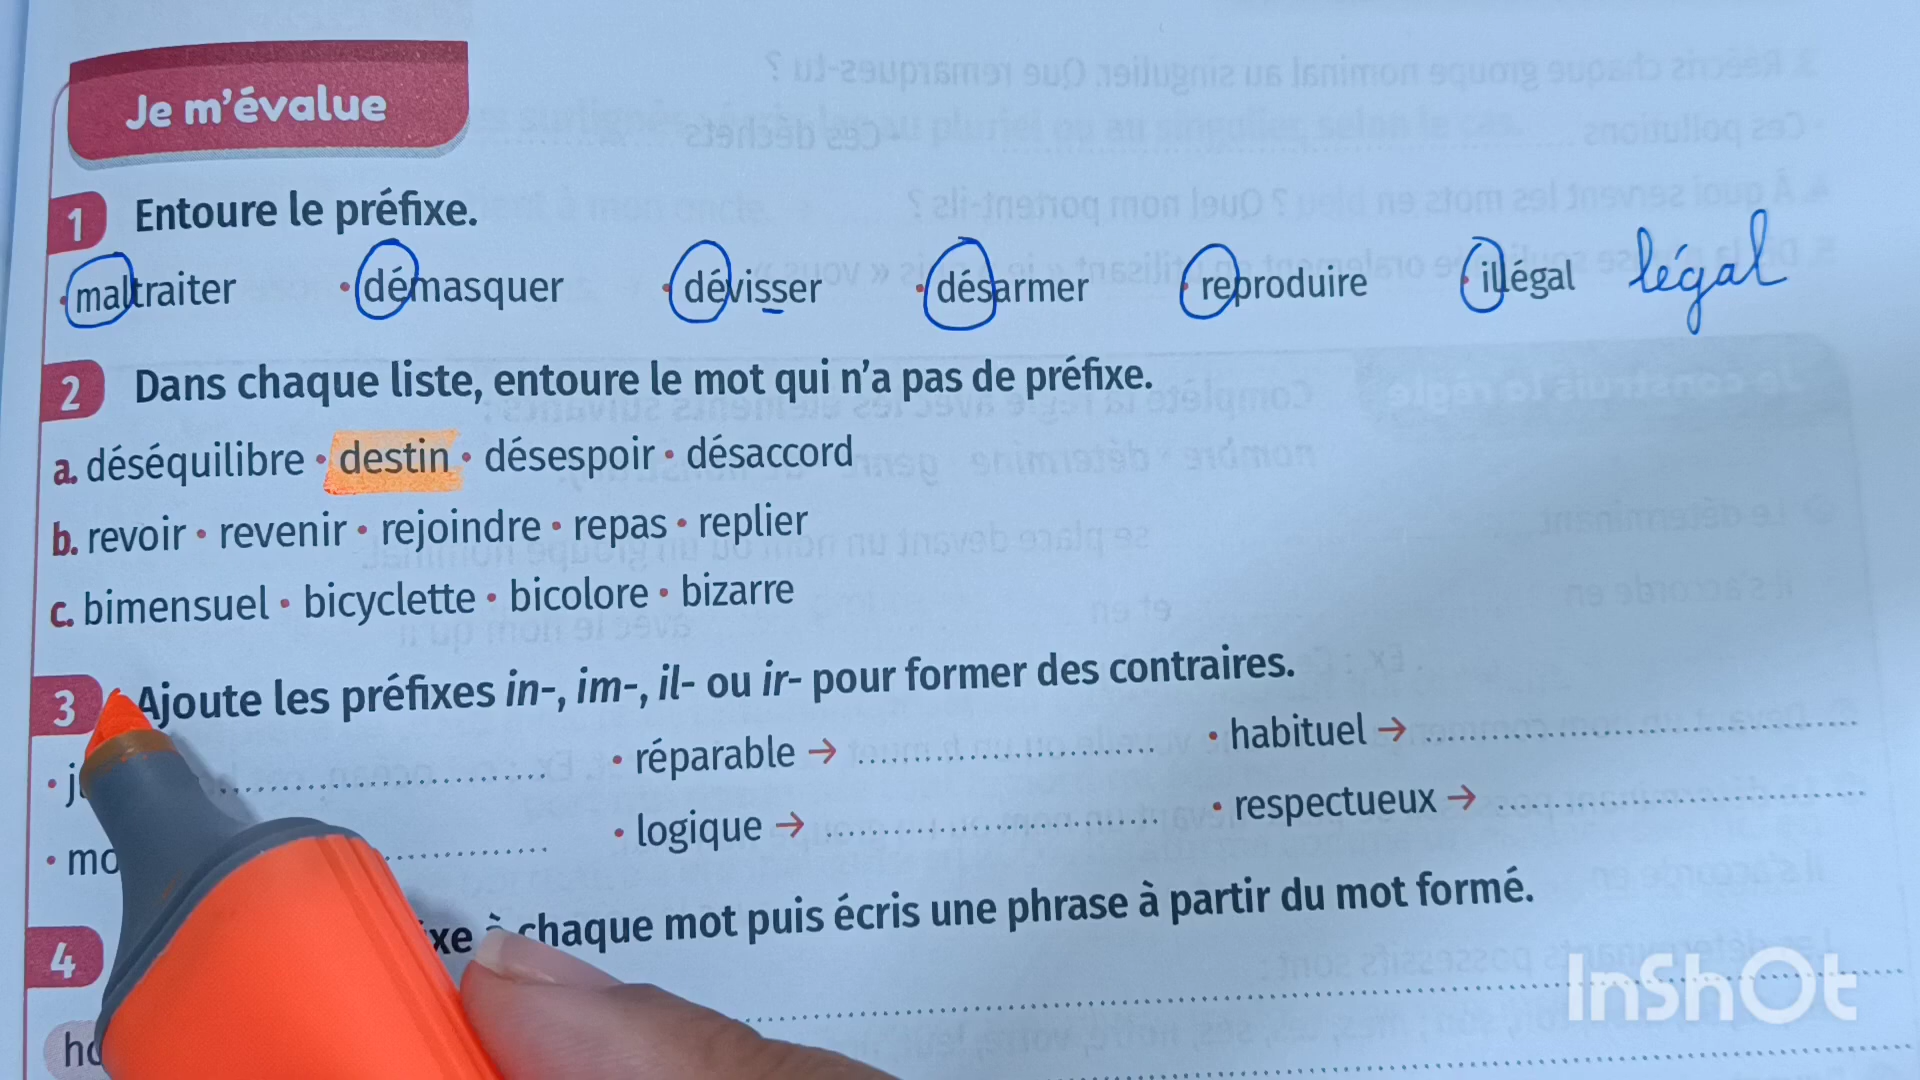 Je m'évalue
1 Entoure le préfixe.
• maltraiter • démasquer • dévisser • désarmer • reproduire • illégal légal
2 Dans chaque liste, entoure le mot qui n'a pas de préfixe.
a. déséquilibre • destin • désespoir • désaccord
b. revoir • revenir • rejoindre • repas • replier
c. bimensuel • bicyclette • bicolore • bizarre
3 Ajoute les préfixes in-, im-, il- ou ir- pour former des contraires.
• réparable → • habituel →
• logique → • respectueux →
4 chaque mot puis écris une phrase à partir du mot formé.
InShOt